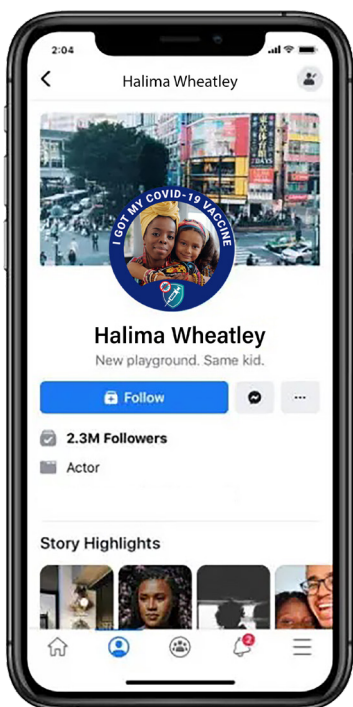 2:04
Halima Wheatley
I GOT MY COVID-19 VACCINE
Halima Wheatley
New playground. Same kid.
Follow
...
2.3M Followers
Actor
Story Highlights
2